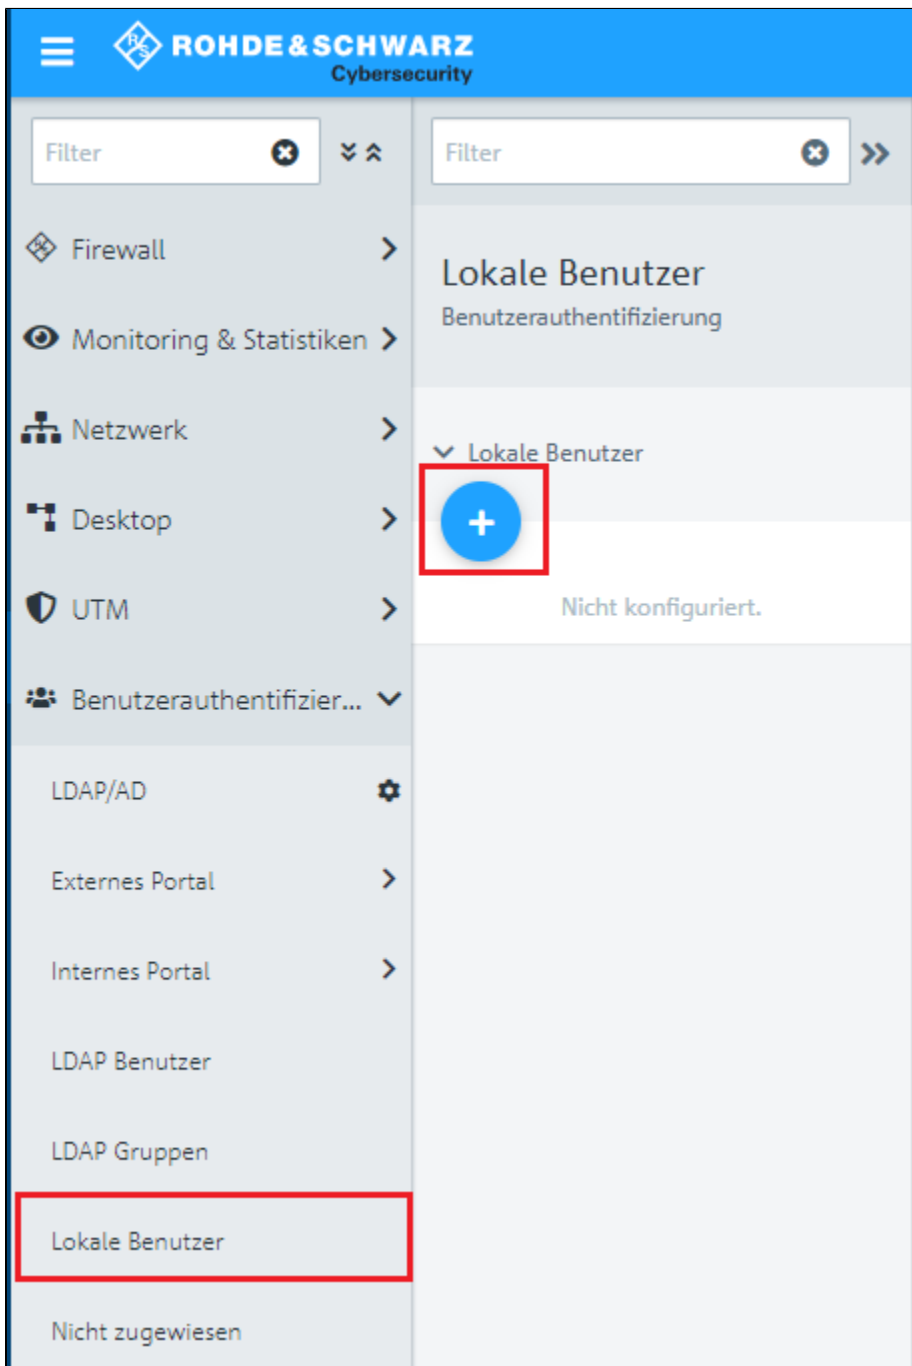 ROHDE & SCHWARZ
Cybersecurity
Filter
Firewall
Monitoring & Statistiken
Netzwerk
Desktop
UTM
Benutzerauthentifizier...
LDAP/AD
Externes Portal
Internes Portal
LDAP Benutzer
LDAP Gruppen
Lokale Benutzer
Nicht zugewiesen
Filter
Lokale Benutzer
Benutzerauthentifizierung
Lokale Benutzer
Nicht konfiguriert.